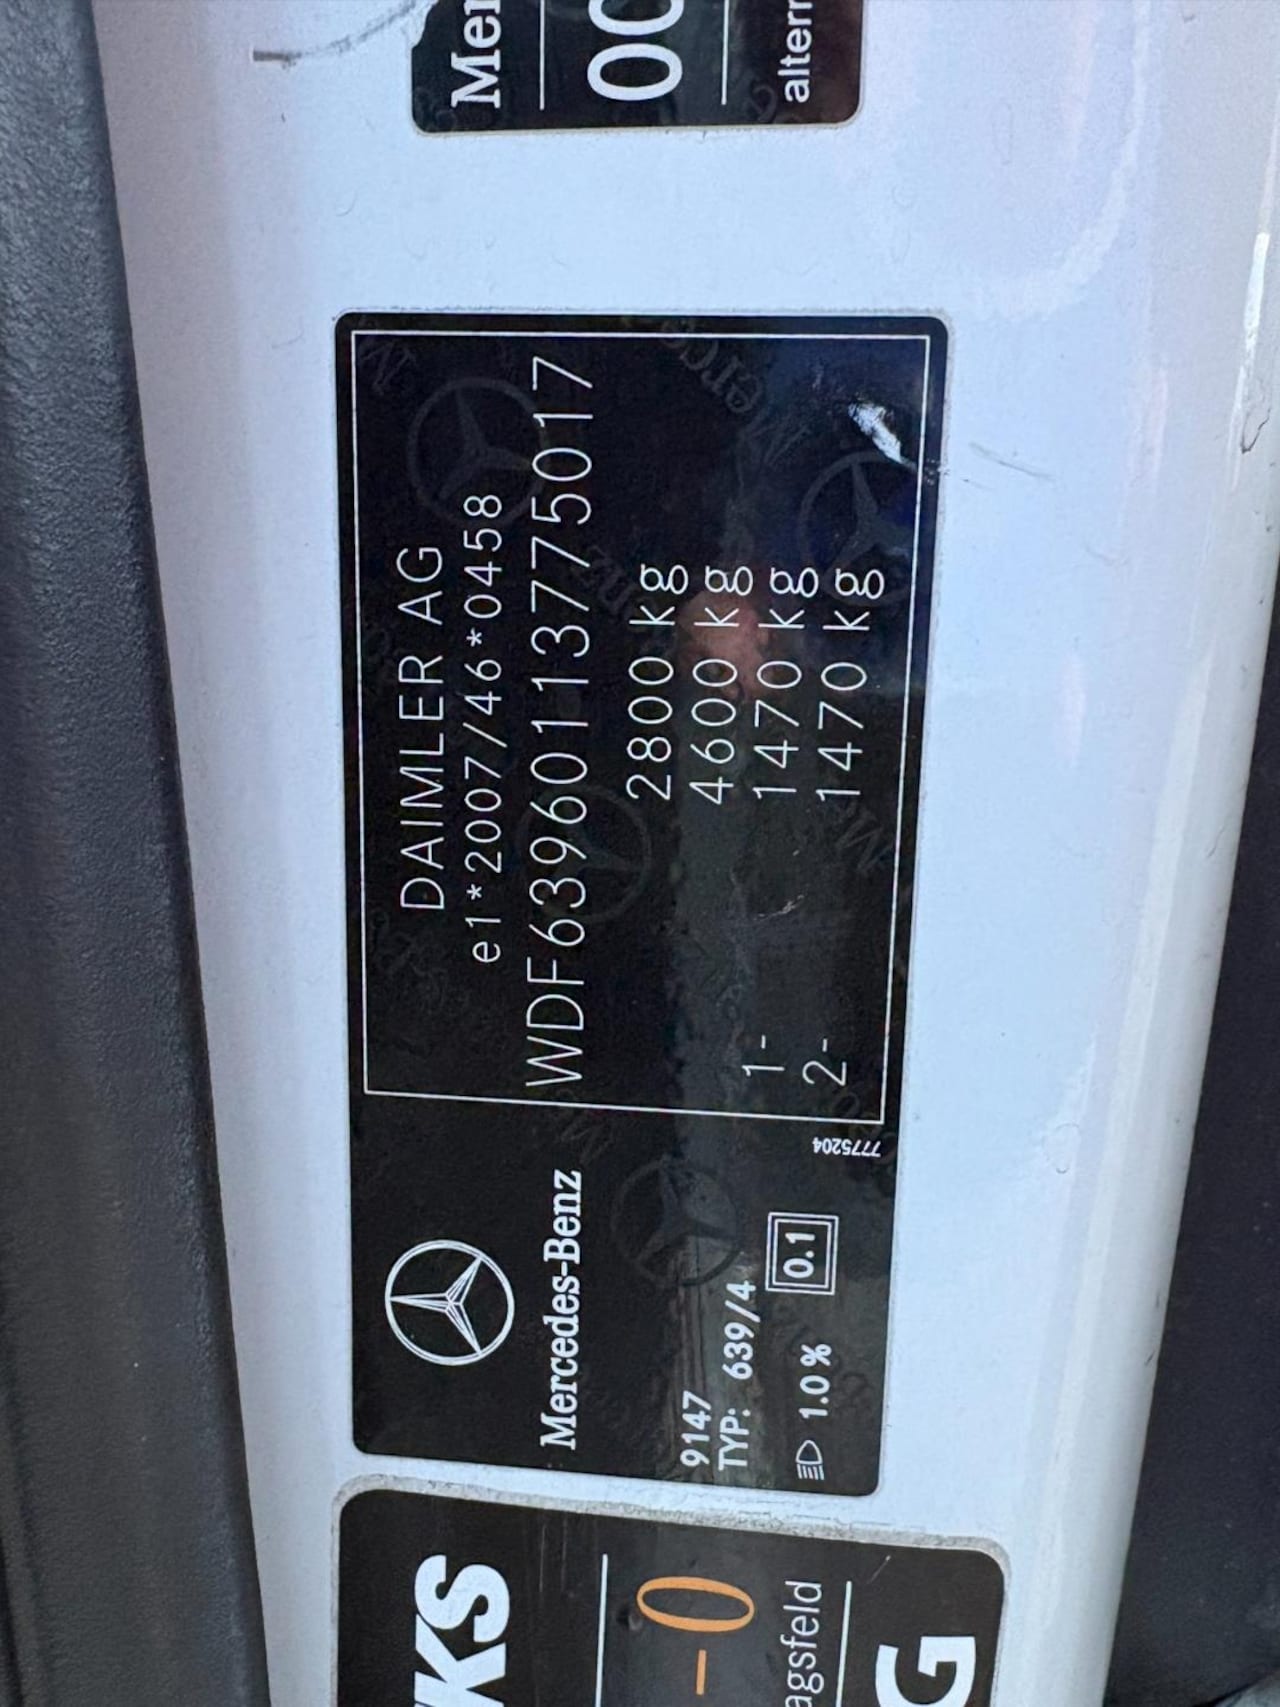 DAIMLER AG
e1*2007/46*0458
WDF63960113775017
2800 kg
4600 kg
1- 1470 kg
2- 1470 kg
7775204
Mercedes-Benz
9147
TYP: 639/4
1.0%
0.1
Mer
00
altern
KS
-0
agsfeld
G